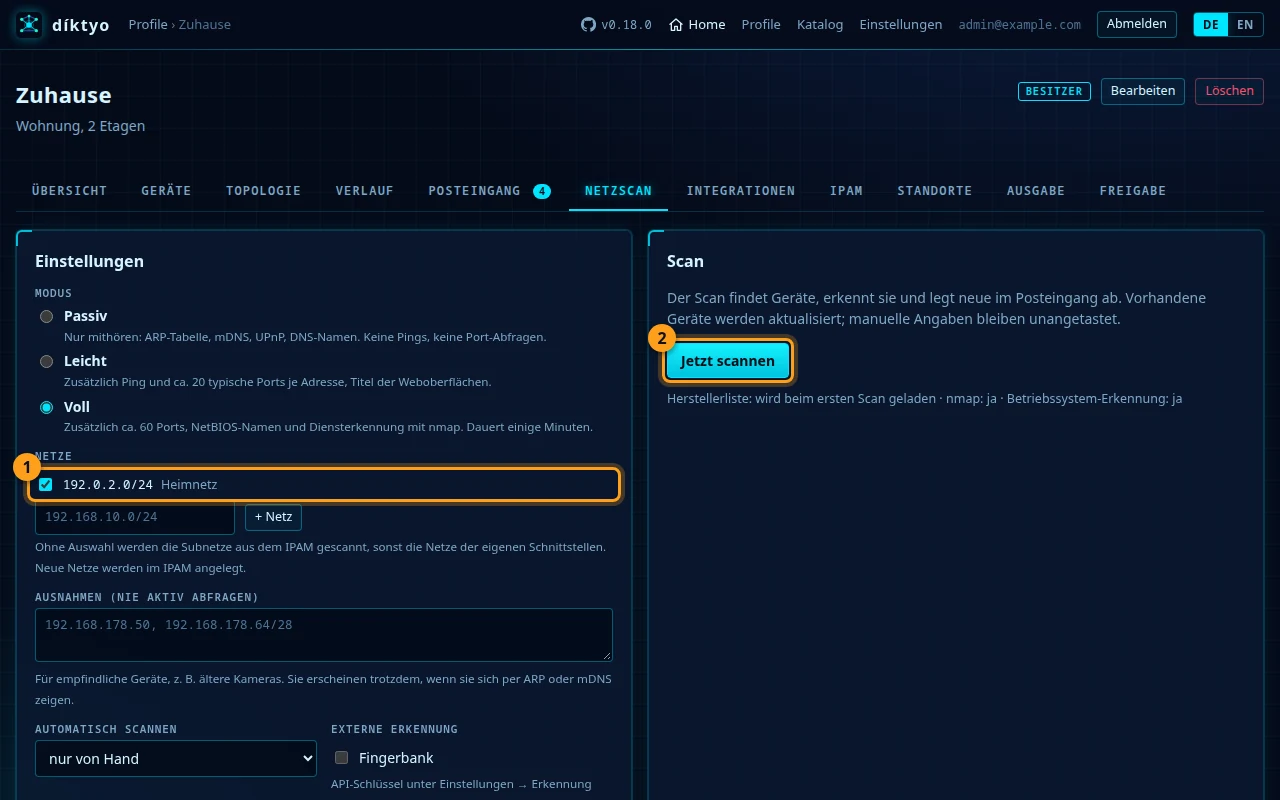 díktyo Profile › Zuhause v0.18.0 Home Profile Katalog Einstellungen admin@example.com Abmelden DE EN
Zuhause
BESITZER Bearbeiten Löschen
Wohnung, 2 Etagen
ÜBERSICHT GERÄTE TOPOLOGIE VERLAUF POSTEINGANG 4 NETZSCAN INTEGRATIONEN IPAM STANDORTE AUSGABE FREIGABE
Einstellungen
MODUS
Passiv
Nur mithören: ARP-Tabelle, mDNS, UPnP, DNS-Namen. Keine Pings, keine Port-Abfragen.
Leicht
Zusätzlich Ping und ca. 20 typische Ports je Adresse, Titel der Weboberflächen.
Voll
Zusätzlich ca. 60 Ports, NetBIOS-Namen und Diensterkennung mit nmap. Dauert einige Minuten.
NETZE
1
192.0.2.0/24 Heimnetz
192.168.10.0/24 + Netz
Ohne Auswahl werden die Subnetze aus dem IPAM gescannt, sonst die Netze der eigenen Schnittstellen.
Neue Netze werden im IPAM angelegt.
AUSNAHMEN (NIE AKTIV ABFRAGEN)
192.168.178.50, 192.168.178.64/28
Für empfindliche Geräte, z. B. ältere Kameras. Sie erscheinen trotzdem, wenn sie sich per ARP oder mDNS
zeigen.
AUTOMATISCH SCANNEN
nur von Hand
EXTERNE ERKENNUNG
Fingerbank
API-Schlüssel unter Einstellungen → Erkennung
Scan
Der Scan findet Geräte, erkennt sie und legt neue im Posteingang ab. Vorhandene
Geräte werden aktualisiert; manuelle Angaben bleiben unangetastet.
2
Jetzt scannen
Herstellerliste: wird beim ersten Scan geladen · nmap: ja · Betriebssystem-Erkennung: ja